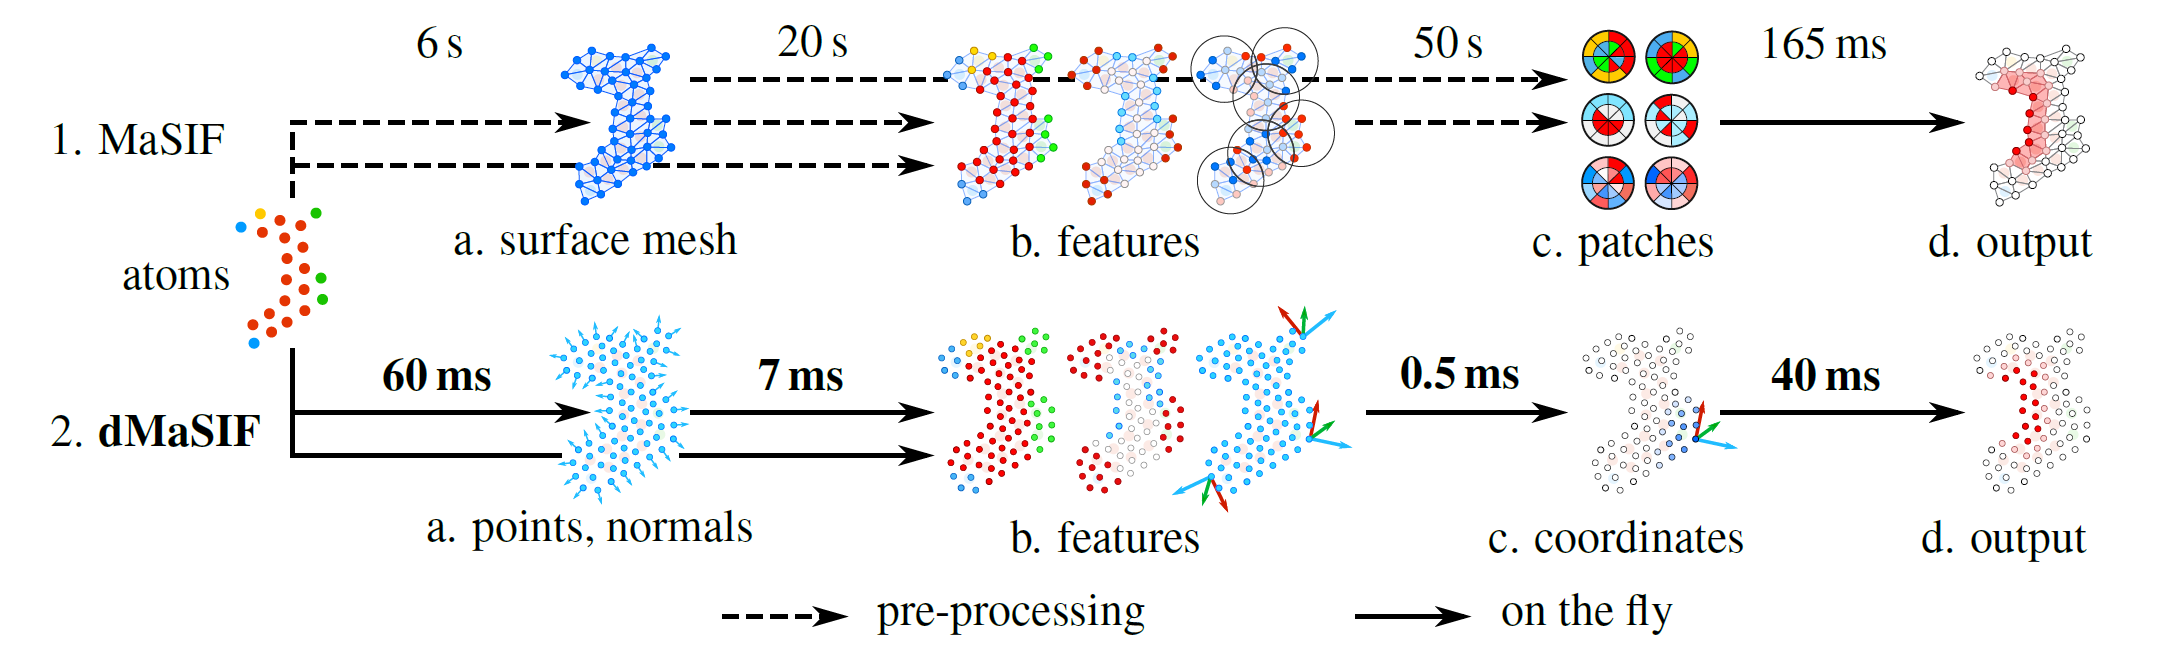 6 s 20 s 50 s 165 ms
1. MaSIF
a. surface mesh b. features c. patches d. output
atoms
60 ms 7 ms 0.5 ms 40 ms
2. dMaSIF
a. points, normals b. features c. coordinates d. output
pre-processing on the fly